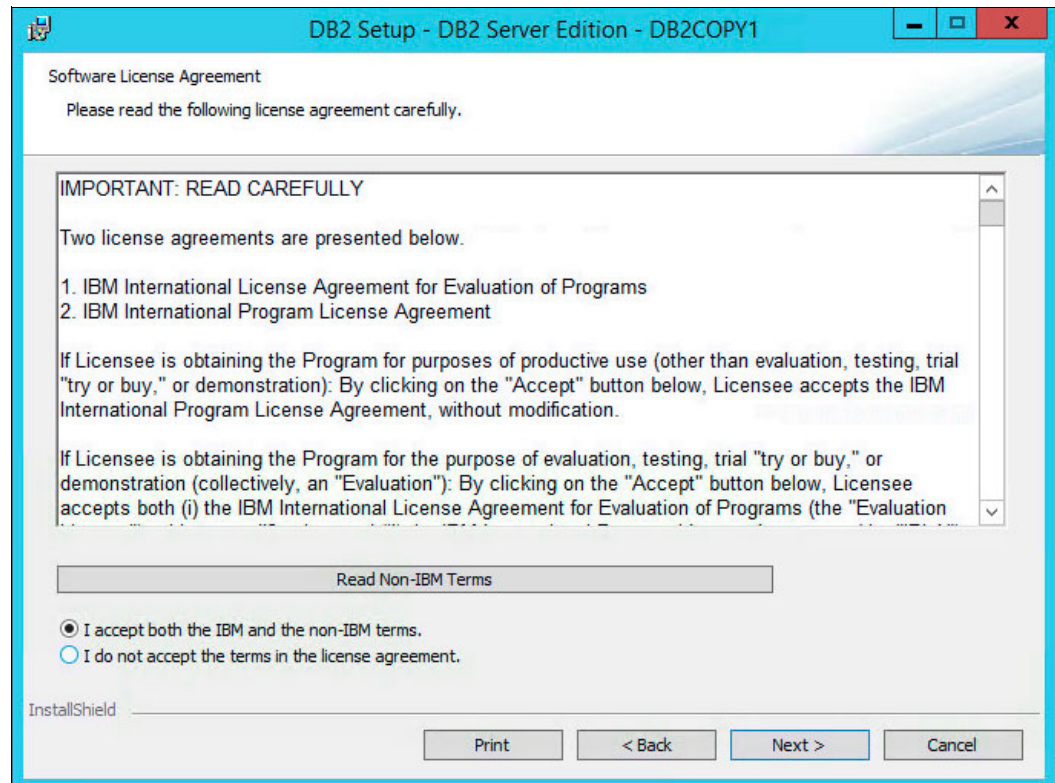 DB2 Setup - DB2 Server Edition - DB2COPY1
Software License Agreement
Please read the following license agreement carefully.
IMPORTANT: READ CAREFULLY
Two license agreements are presented below.
1. IBM International License Agreement for Evaluation of Programs
2. IBM International Program License Agreement
If Licensee is obtaining the Program for purposes of productive use (other than evaluation, testing, trial
"try or buy," or demonstration): By clicking on the "Accept" button below, Licensee accepts the IBM
International Program License Agreement, without modification.
If Licensee is obtaining the Program for the purpose of evaluation, testing, trial "try or buy," or
demonstration (collectively, an "Evaluation"): By clicking on the "Accept" button below, Licensee
accepts both (i) the IBM International License Agreement for Evaluation of Programs (the "Evaluation
Read Non-IBM Terms
I accept both the IBM and the non-IBM terms.
I do not accept the terms in the license agreement.
InstallShield
Print
< Back
Next >
Cancel